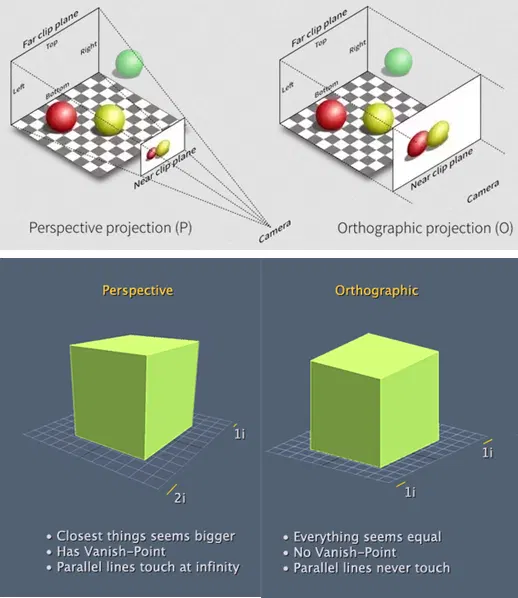 Far clip plane
Top
Right
Left
Bottom
Near clip plane
Camera
Perspective projection (P)
Far clip plane
Top
Right
Left
Bottom
Near clip plane
Camera
Orthographic projection (O)
Perspective
1i
2i
• Closest things seems bigger
• Has Vanish-Point
• Parallel lines touch at infinity
Orthographic
1i
1i
• Everything seems equal
• No Vanish-Point
• Parallel lines never touch